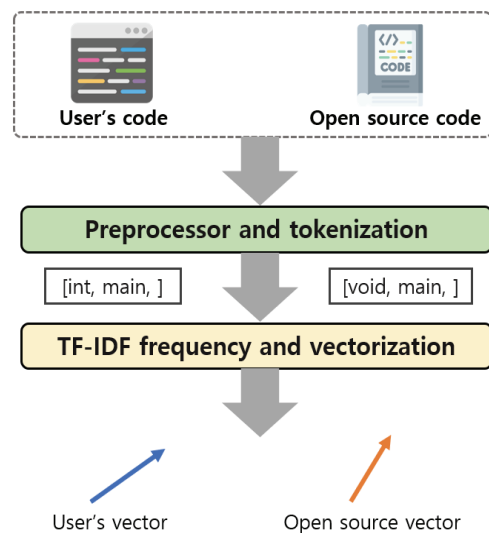 </> CODE
User's code
Open source code
Preprocessor and tokenization
[int, main, ]
[void, main, ]
TF-IDF frequency and vectorization
User's vector
Open source vector